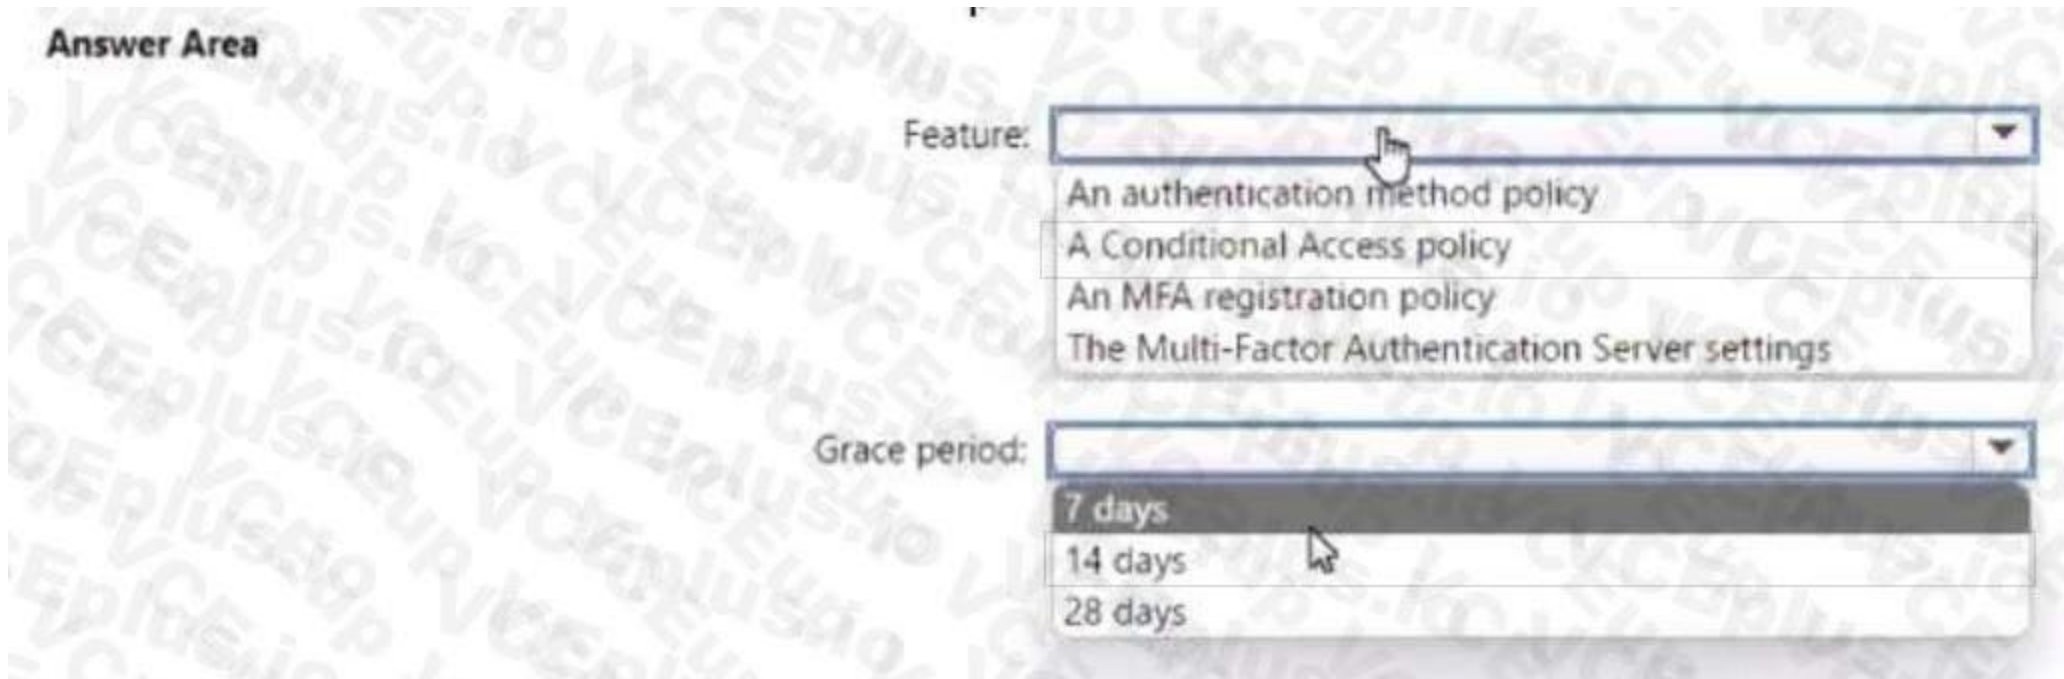 Answer Area
Feature:
An authentication method policy
A Conditional Access policy
An MFA registration policy
The Multi-Factor Authentication Server settings
Grace period:
7 days
14 days
28 days